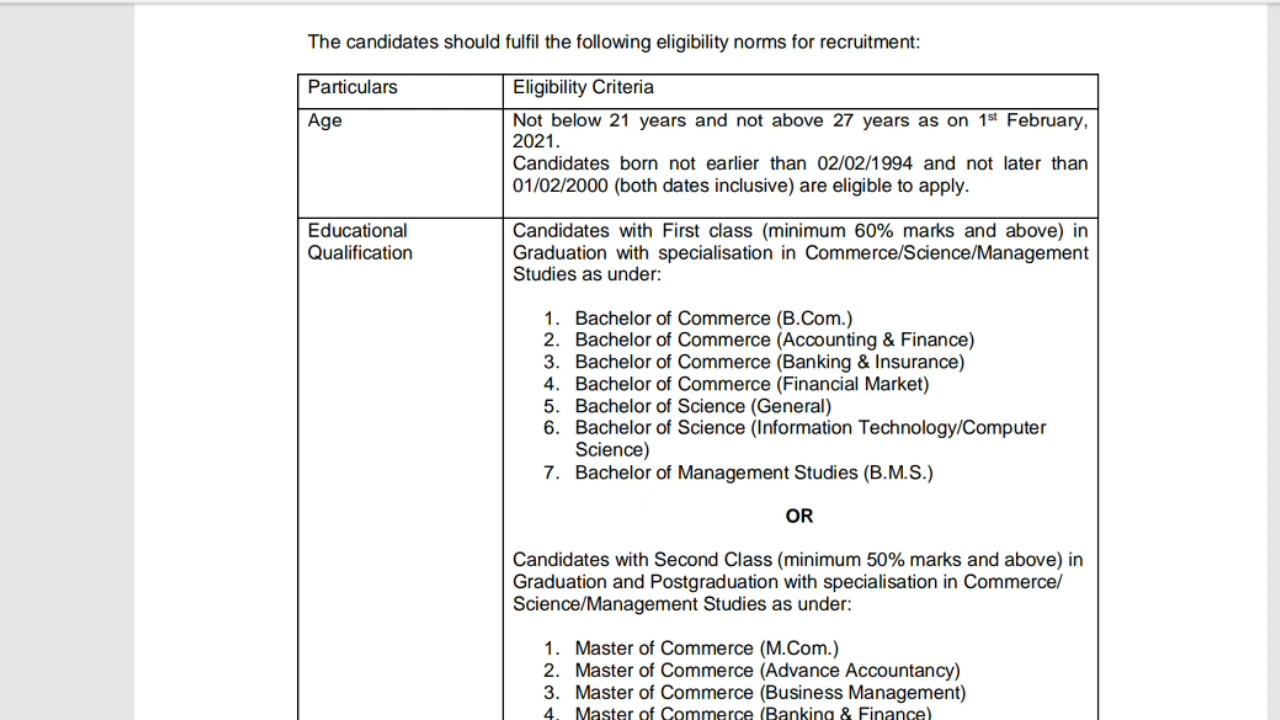 The candidates should fulfil the following eligibility norms for recruitment:
Particulars
Eligibility Criteria
Age
Not below 21 years and not above 27 years as on 1st February,
2021.
Candidates born not earlier than 02/02/1994 and not later than
01/02/2000 (both dates inclusive) are eligible to apply.
Educational
Qualification
Candidates with First class (minimum 60% marks and above) in
Graduation with specialisation in Commerce/Science/Management
Studies as under:
1. Bachelor of Commerce (B.Com.)
2. Bachelor of Commerce (Accounting & Finance)
3. Bachelor of Commerce (Banking & Insurance)
4. Bachelor of Commerce (Financial Market)
5. Bachelor of Science (General)
6. Bachelor of Science (Information Technology/Computer
Science)
7. Bachelor of Management Studies (B.M.S.)
OR
Candidates with Second Class (minimum 50% marks and above) in
Graduation and Postgraduation with specialisation in Commerce/
Science/Management Studies as under:
1. Master of Commerce (M.Com.)
2. Master of Commerce (Advance Accountancy)
3. Master of Commerce (Business Management)
4. Master of Commerce (Banking & Finance)